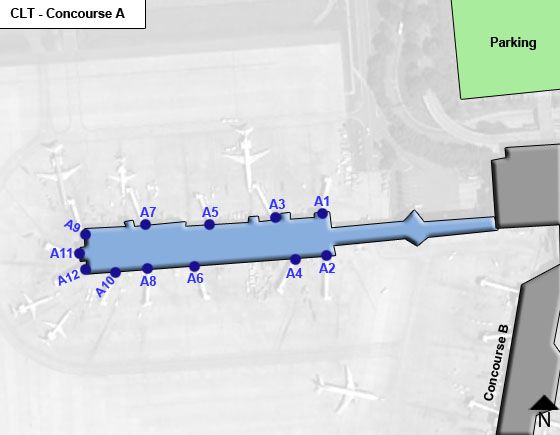 CLT - Concourse A
Parking
A1
A3
A5
A7
A9
A11
A12
A10
A8
A6
A4
A2
Concourse B
N